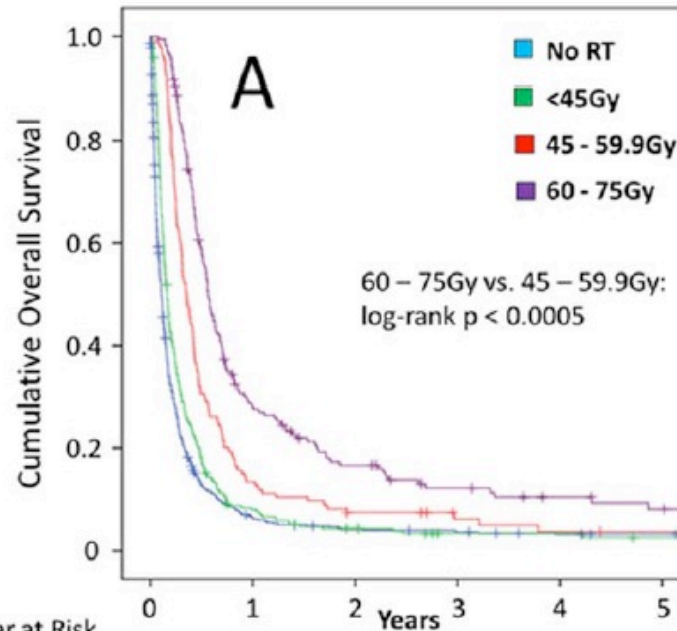 A
No RT
<45Gy
45 - 59.9Gy
60 - 75Gy
60 – 75Gy vs. 45 – 59.9Gy:
log-rank p < 0.0005
Cumulative Overall Survival
1.0
0.8
0.6
0.4
0.2
0
0 1 2 3 4 5
Years
at Risk